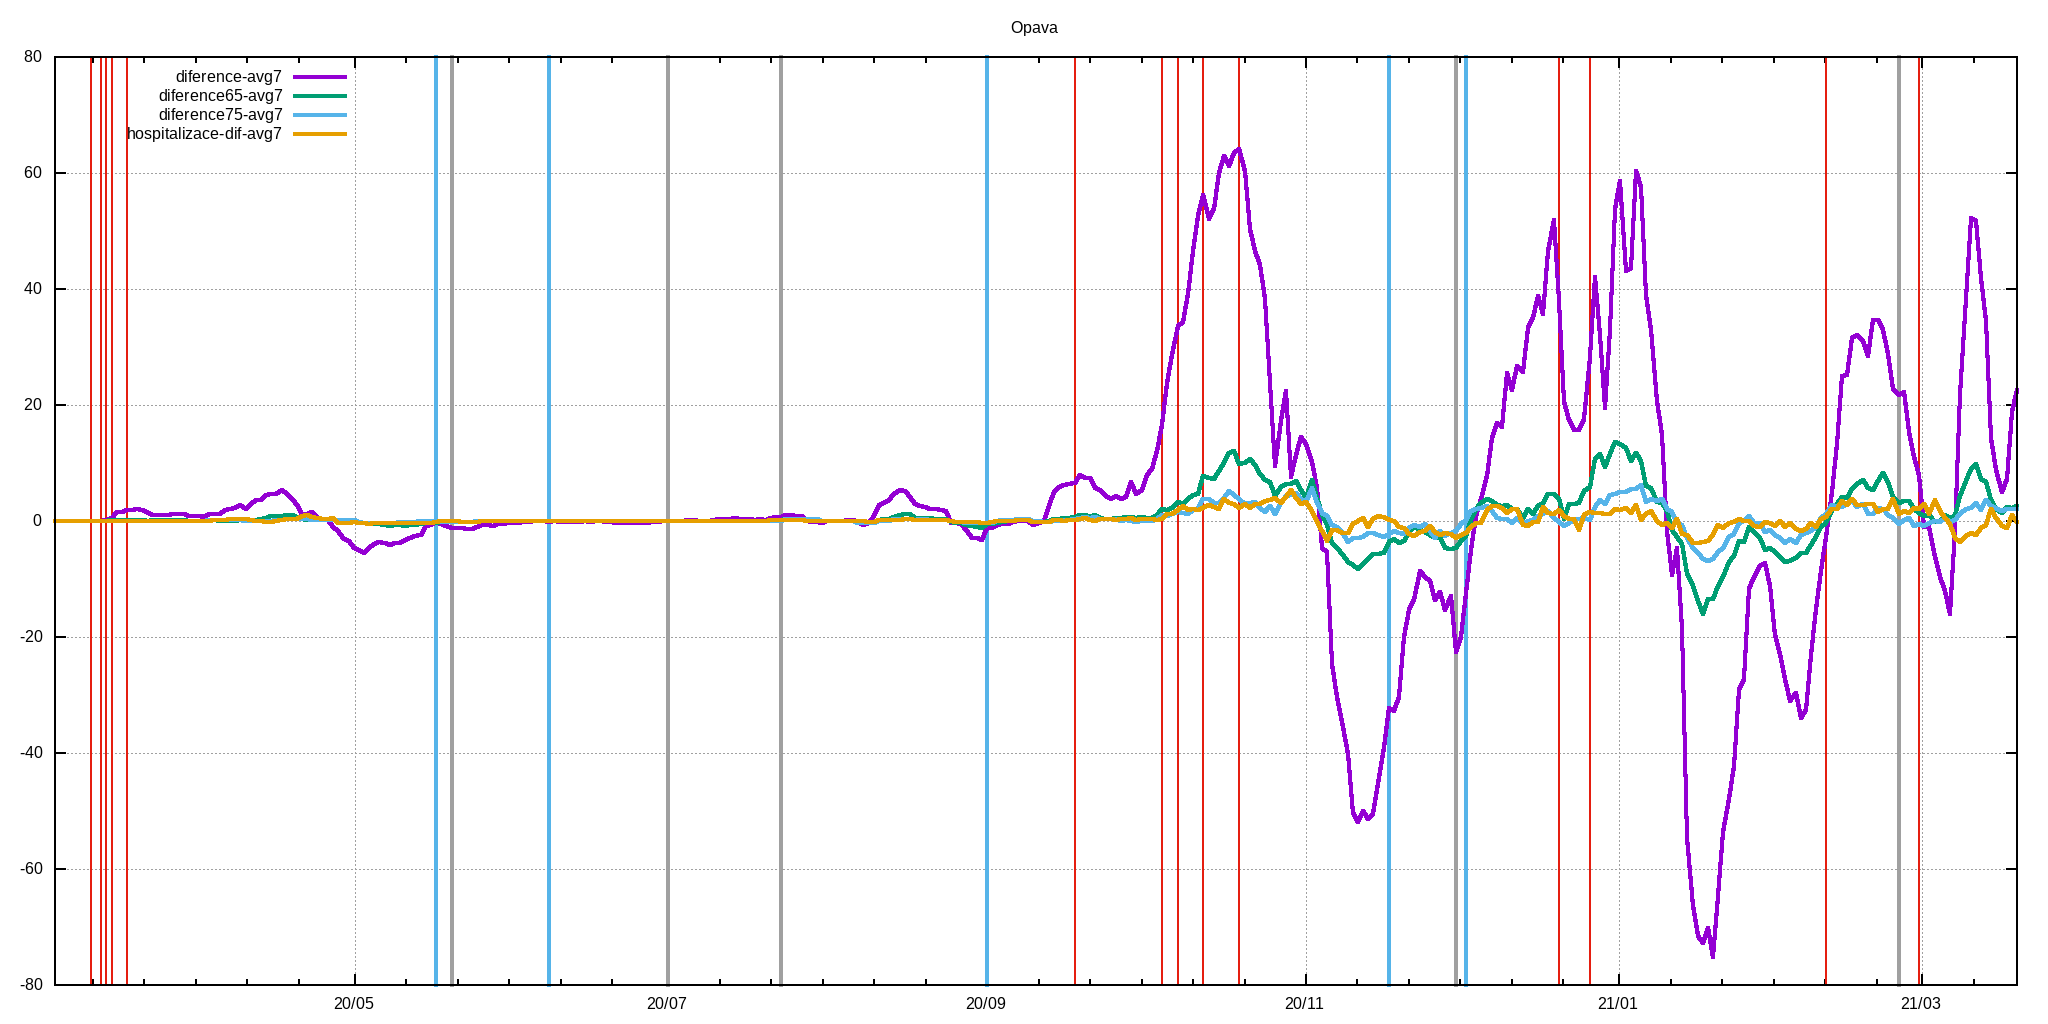 Opava
80
diference-avg7
diference65-avg7
diference75-avg7
hospitalizace-dif-avg7
60
40
20
0
-20
-40
-60
-80
20/05 20/07 20/09 20/11 21/01 21/03